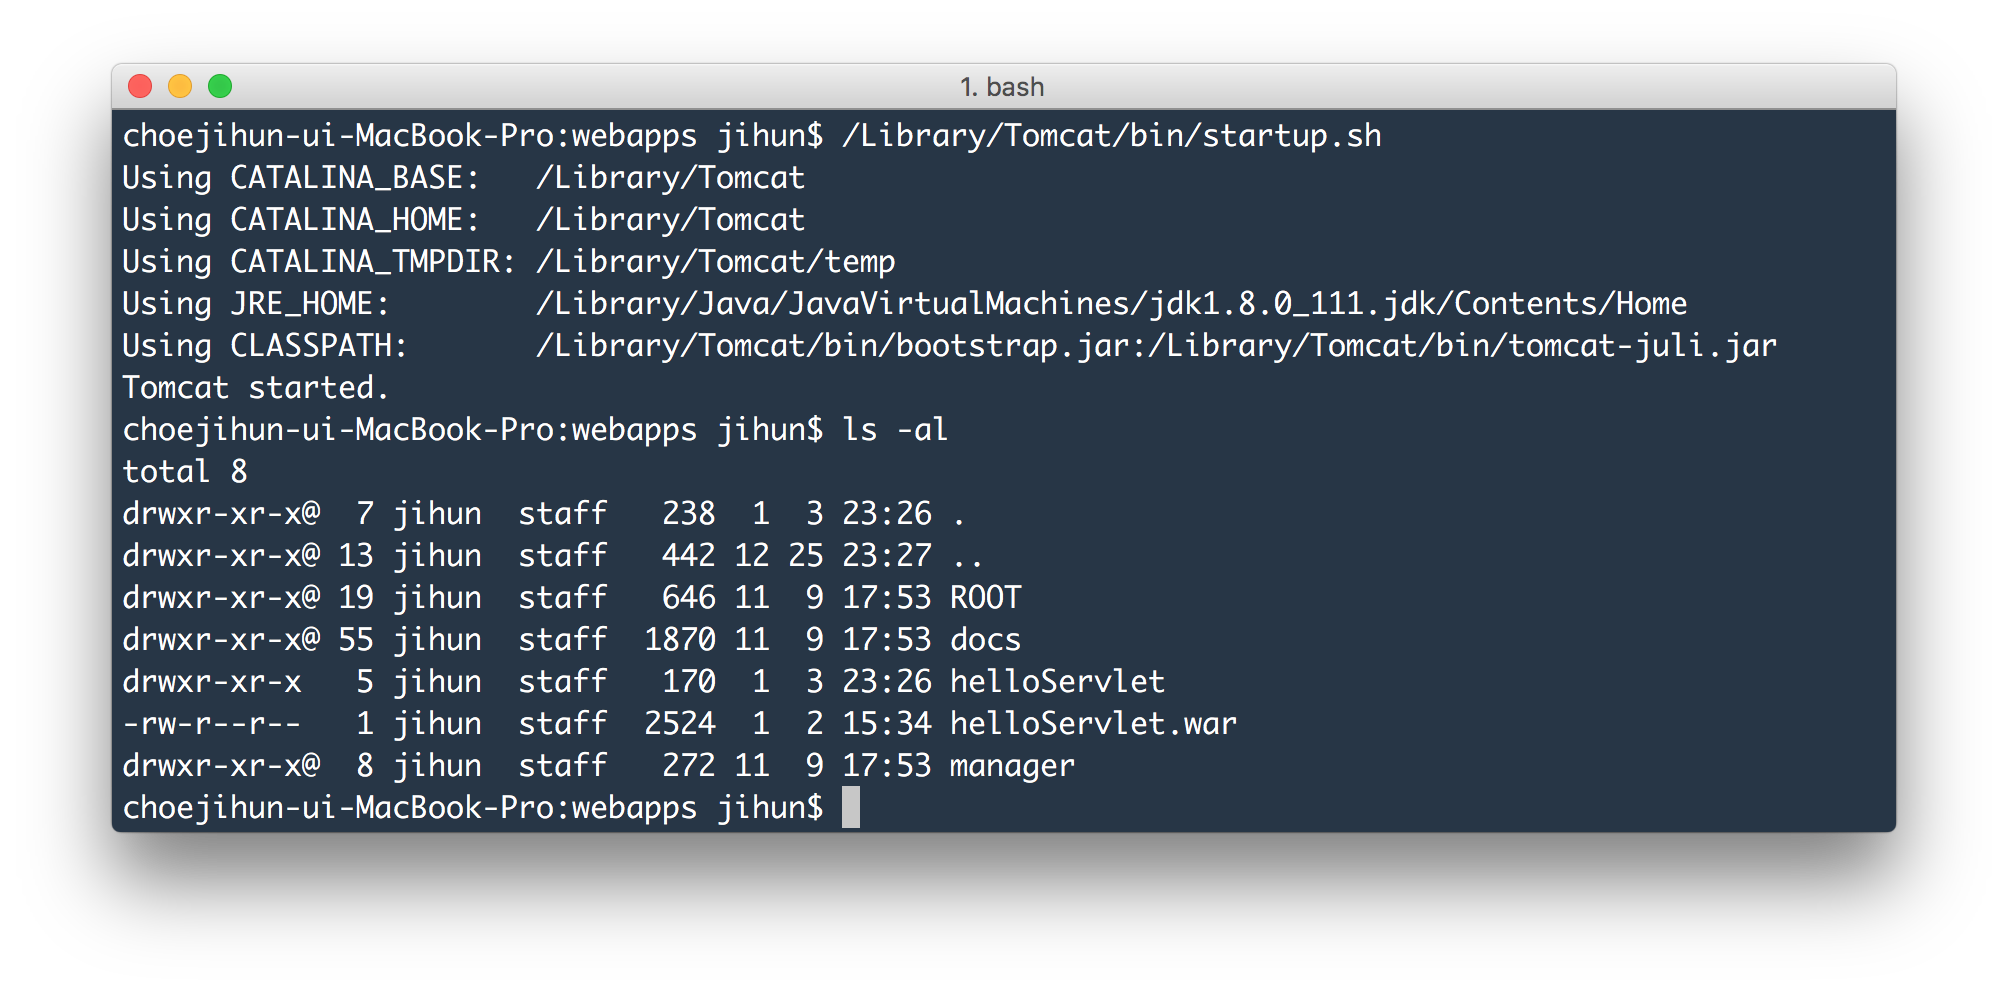 1. bash
choejihun-ui-MacBook-Pro:webapps jihun$ /Library/Tomcat/bin/startup.sh
Using CATALINA_BASE:   /Library/Tomcat
Using CATALINA_HOME:   /Library/Tomcat
Using CATALINA_TMPDIR: /Library/Tomcat/temp
Using JRE_HOME:        /Library/Java/JavaVirtualMachines/jdk1.8.0_111.jdk/Contents/Home
Using CLASSPATH:       /Library/Tomcat/bin/bootstrap.jar:/Library/Tomcat/bin/tomcat-juli.jar
Tomcat started.
choejihun-ui-MacBook-Pro:webapps jihun$ ls -al
total 8
drwxr-xr-x@  7 jihun  staff   238  1  3 23:26 .
drwxr-xr-x@ 13 jihun  staff   442 12 25 23:27 ..
drwxr-xr-x@ 19 jihun  staff   646 11  9 17:53 ROOT
drwxr-xr-x@ 55 jihun  staff  1870 11  9 17:53 docs
drwxr-xr-x   5 jihun  staff   170  1  3 23:26 helloServlet
-rw-r--r--   1 jihun  staff  2524  1  2 15:34 helloServlet.war
drwxr-xr-x@  8 jihun  staff   272 11  9 17:53 manager
choejihun-ui-MacBook-Pro:webapps jihun$